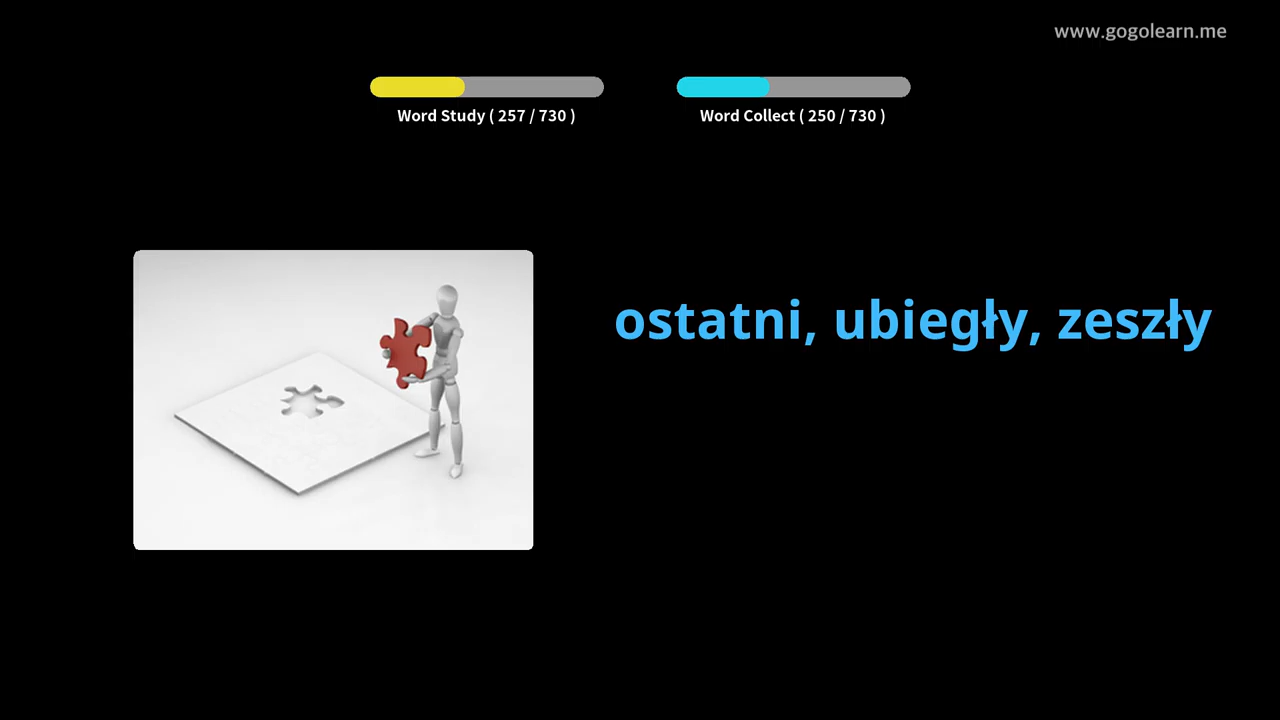 www.gogolearn.me
Word Study ( 257 / 730 )
Word Collect ( 250 / 730 )
ostatni, ubiegły, zeszły